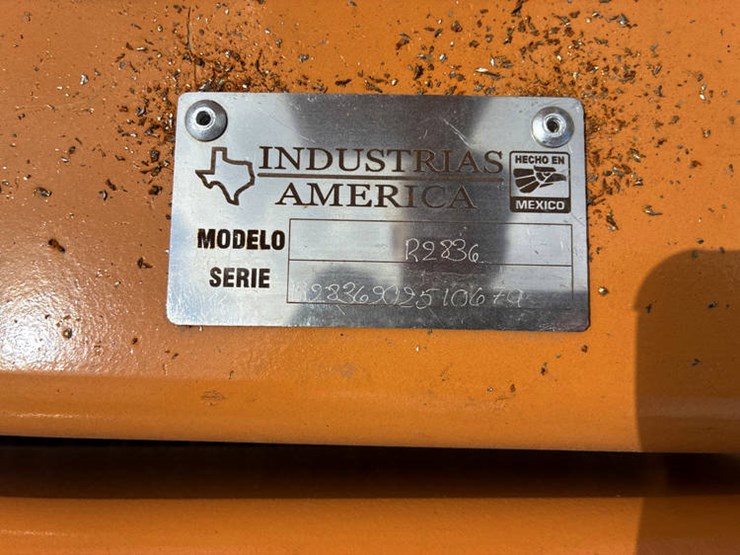 INDUSTRIAS
AMERICA
HECHO EN
MEXICO
MODELO R2836
SERIE